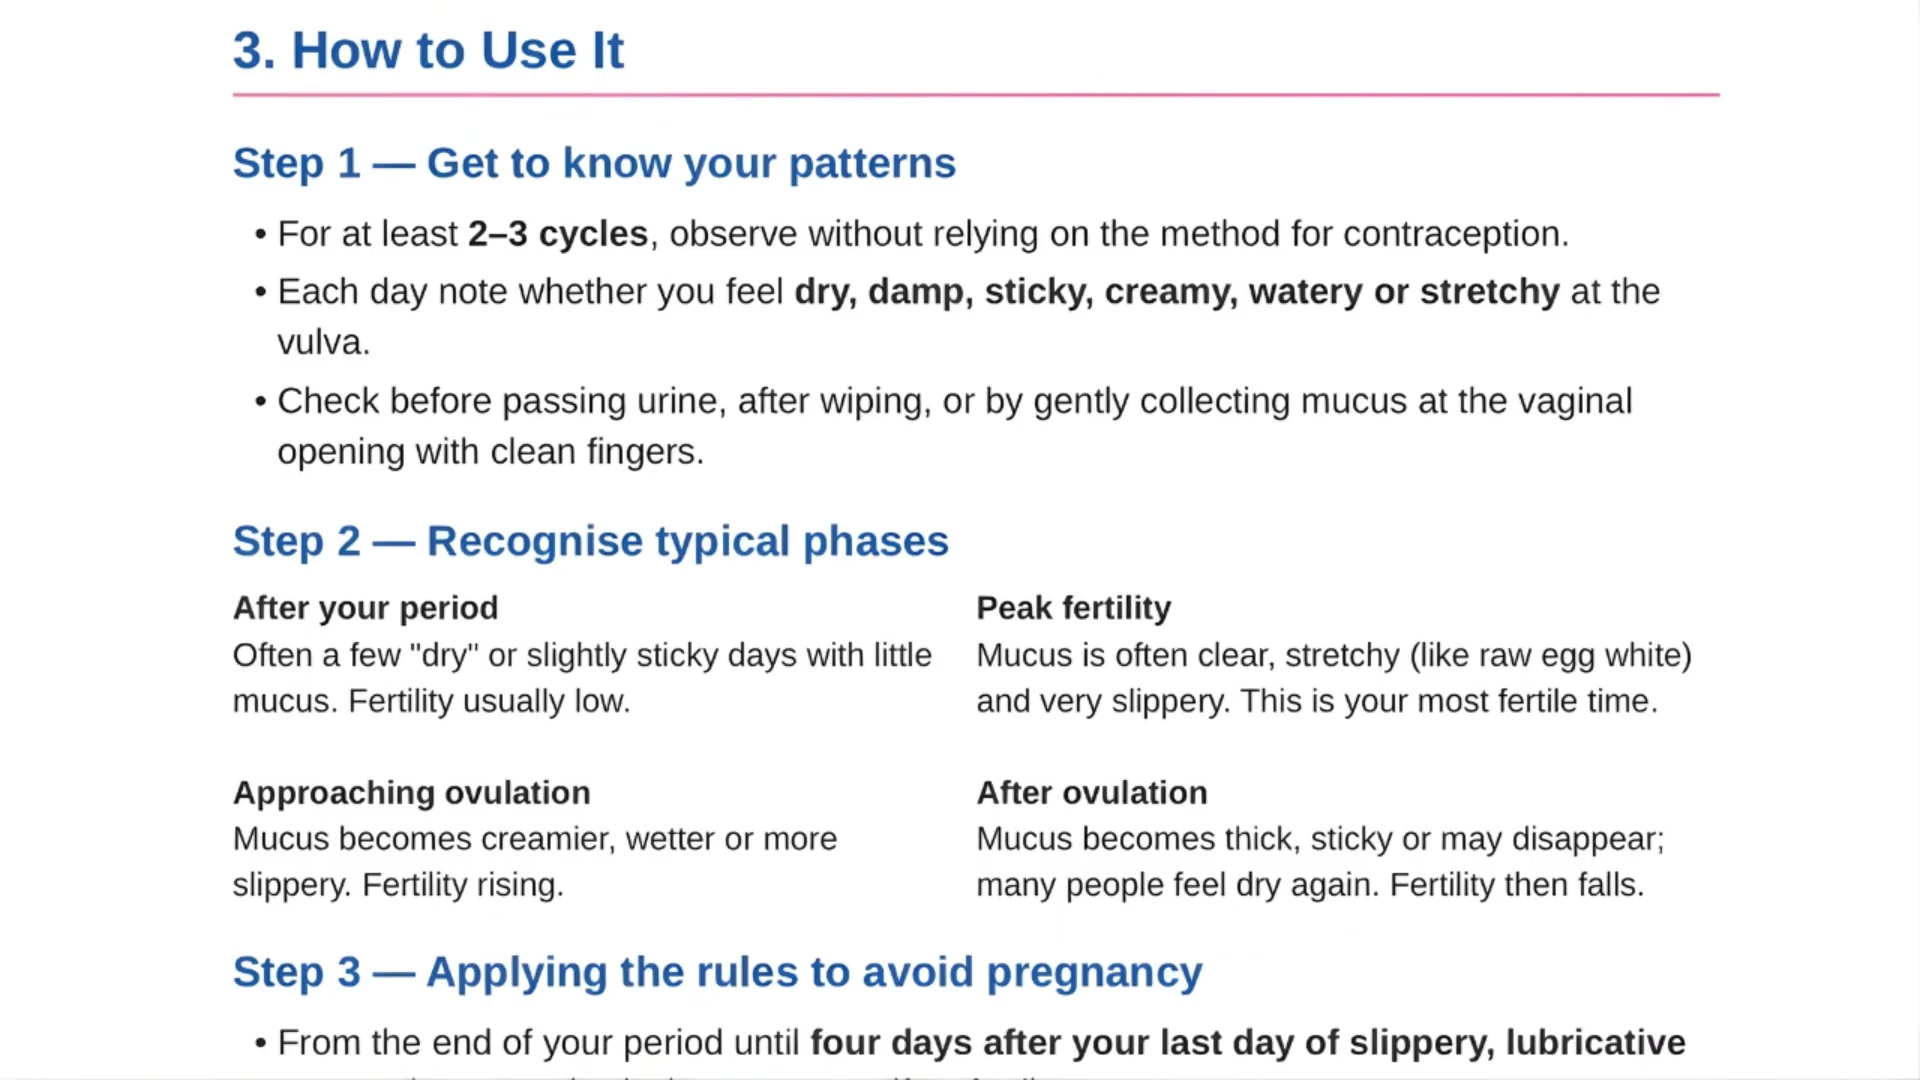 3. How to Use It
Step 1 — Get to know your patterns
• For at least 2–3 cycles, observe without relying on the method for contraception.
• Each day note whether you feel dry, damp, sticky, creamy, watery or stretchy at the
vulva.
• Check before passing urine, after wiping, or by gently collecting mucus at the vaginal
opening with clean fingers.
Step 2 — Recognise typical phases
After your period
Often a few "dry" or slightly sticky days with little
mucus. Fertility usually low.
Peak fertility
Mucus is often clear, stretchy (like raw egg white)
and very slippery. This is your most fertile time.
Approaching ovulation
Mucus becomes creamier, wetter or more
slippery. Fertility rising.
After ovulation
Mucus becomes thick, sticky or may disappear;
many people feel dry again. Fertility then falls.
Step 3 — Applying the rules to avoid pregnancy
• From the end of your period until four days after your last day of slippery, lubricative